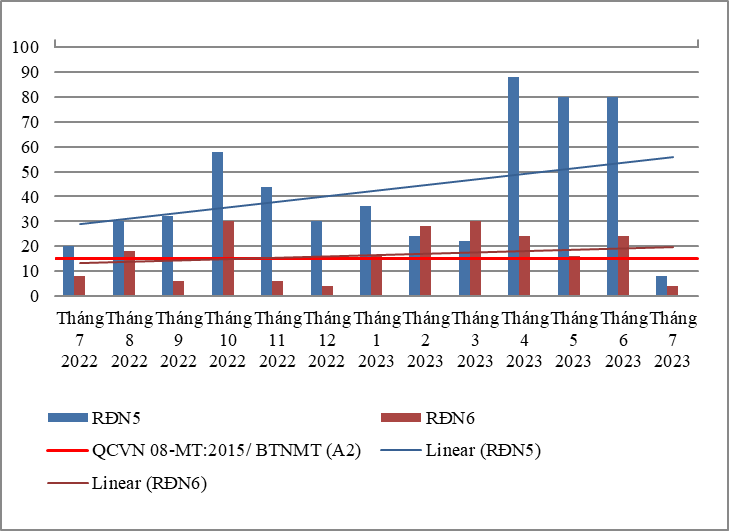 100
90
80
70
60
50
40
30
20
10
0
Tháng Tháng Tháng Tháng Tháng Tháng Tháng Tháng Tháng Tháng Tháng Tháng Tháng
7 8 9 10 11 12 1 2 3 4 5 6 7
2022 2022 2022 2022 2022 2022 2023 2023 2023 2023 2023 2023 2023
RĐN5 RĐN6
QCVN 08-MT:2015/ BTNMT (A2) Linear (RĐN5)
Linear (RĐN6)